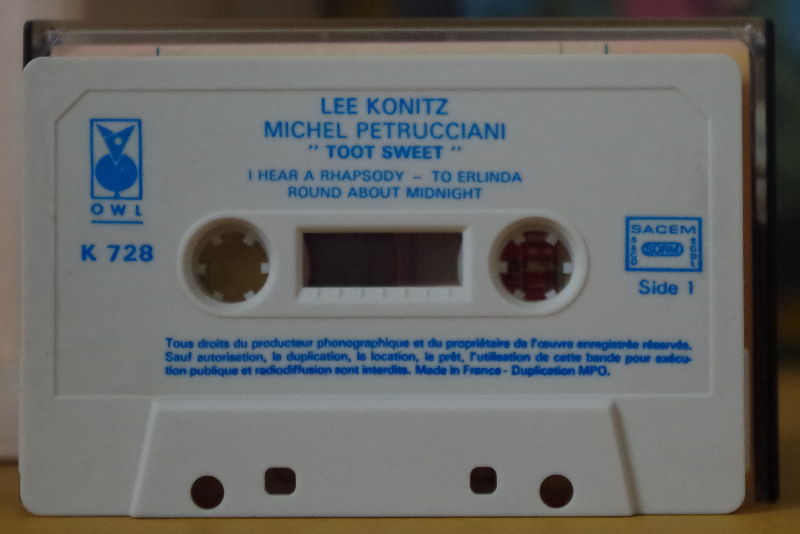 LEE KONITZ
MICHEL PETRUCCIANI
" TOOT SWEET "
I HEAR A RHAPSODY – TO ERLINDA
ROUND ABOUT MIDNIGHT
OWL
K 728
SACEM
SACD SDRM SGDL
Side 1
Tous droits du producteur phonographique et du propriétaire de l'œuvre enregistrée réservés.
Sauf autorisation, la duplication, la location, le prêt, l'utilisation de cette bande pour exécu-
tion publique et radiodiffusion sont interdits. Made in France - Duplication MPO.